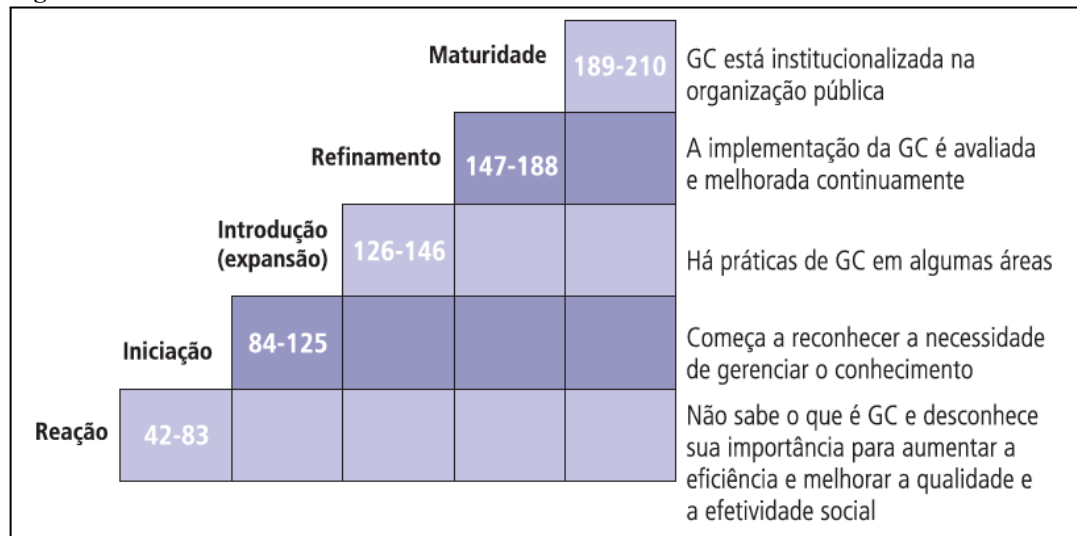 Maturidade
189-210
GC está institucionalizada na
organização pública
Refinamento
147-188
A implementação da GC é avaliada
e melhorada continuamente
Introdução
(expansão)
126-146
Há práticas de GC em algumas áreas
Iniciação
84-125
Começa a reconhecer a necessidade
de gerenciar o conhecimento
Reação
42-83
Não sabe o que é GC e desconhece
sua importância para aumentar a
eficiência e melhorar a qualidade e
a efetividade social